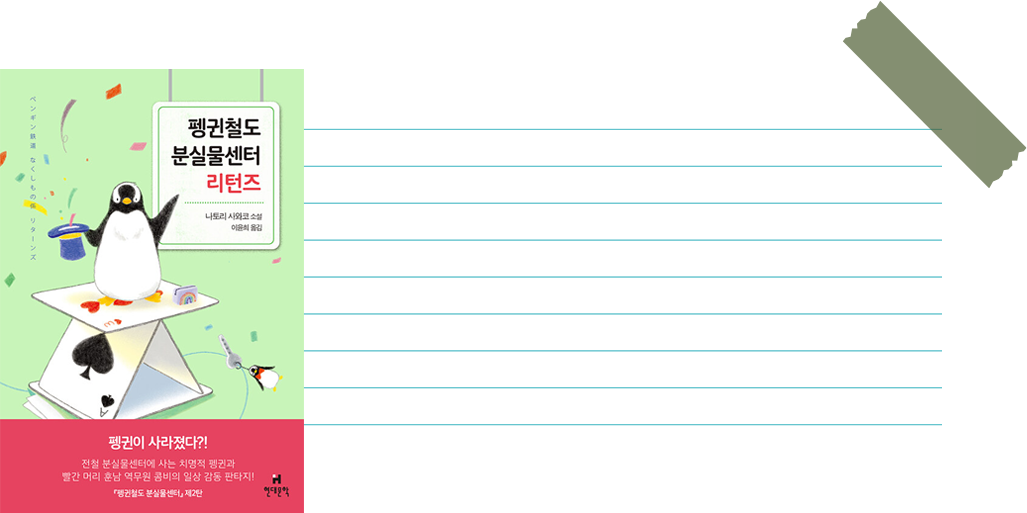 ペンギン鉄道 なくしもの係 リターンズ
펭귄철도
분실물센터
리턴즈
나토리 사와코 소설
이윤희 옮김
3
A
펭귄이 사라졌다?!
전철 분실물센터에 사는 치명적 펭귄과
빨간 머리 훈남 역무원 콤비의 일상 감동 판타지!
『펭귄철도 분실물센터』 제2탄
현대문학